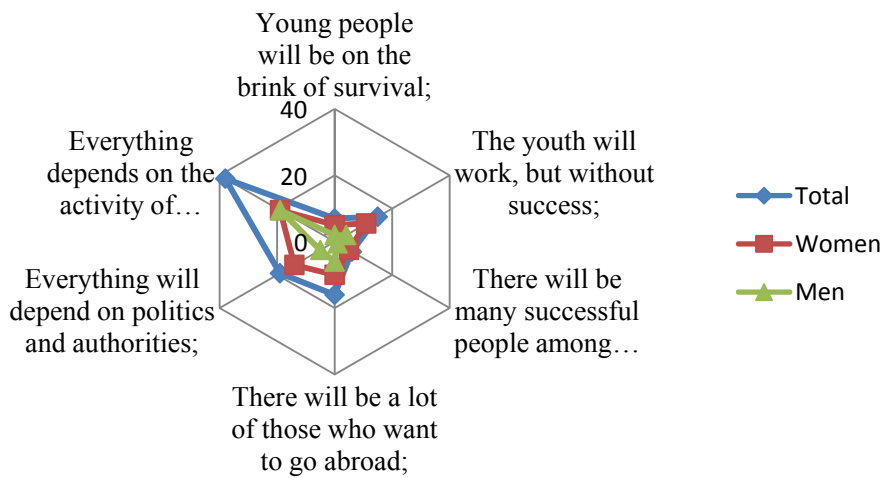 Young people
will be on the
brink of survival;
40
20
0
The youth will
work, but without
success;
There will be
many successful
people among…
There will be a lot
of those who want
to go abroad;
Everything will
depend on politics
and authorities;
Everything
depends on the
activity of…
Total
Women
Men